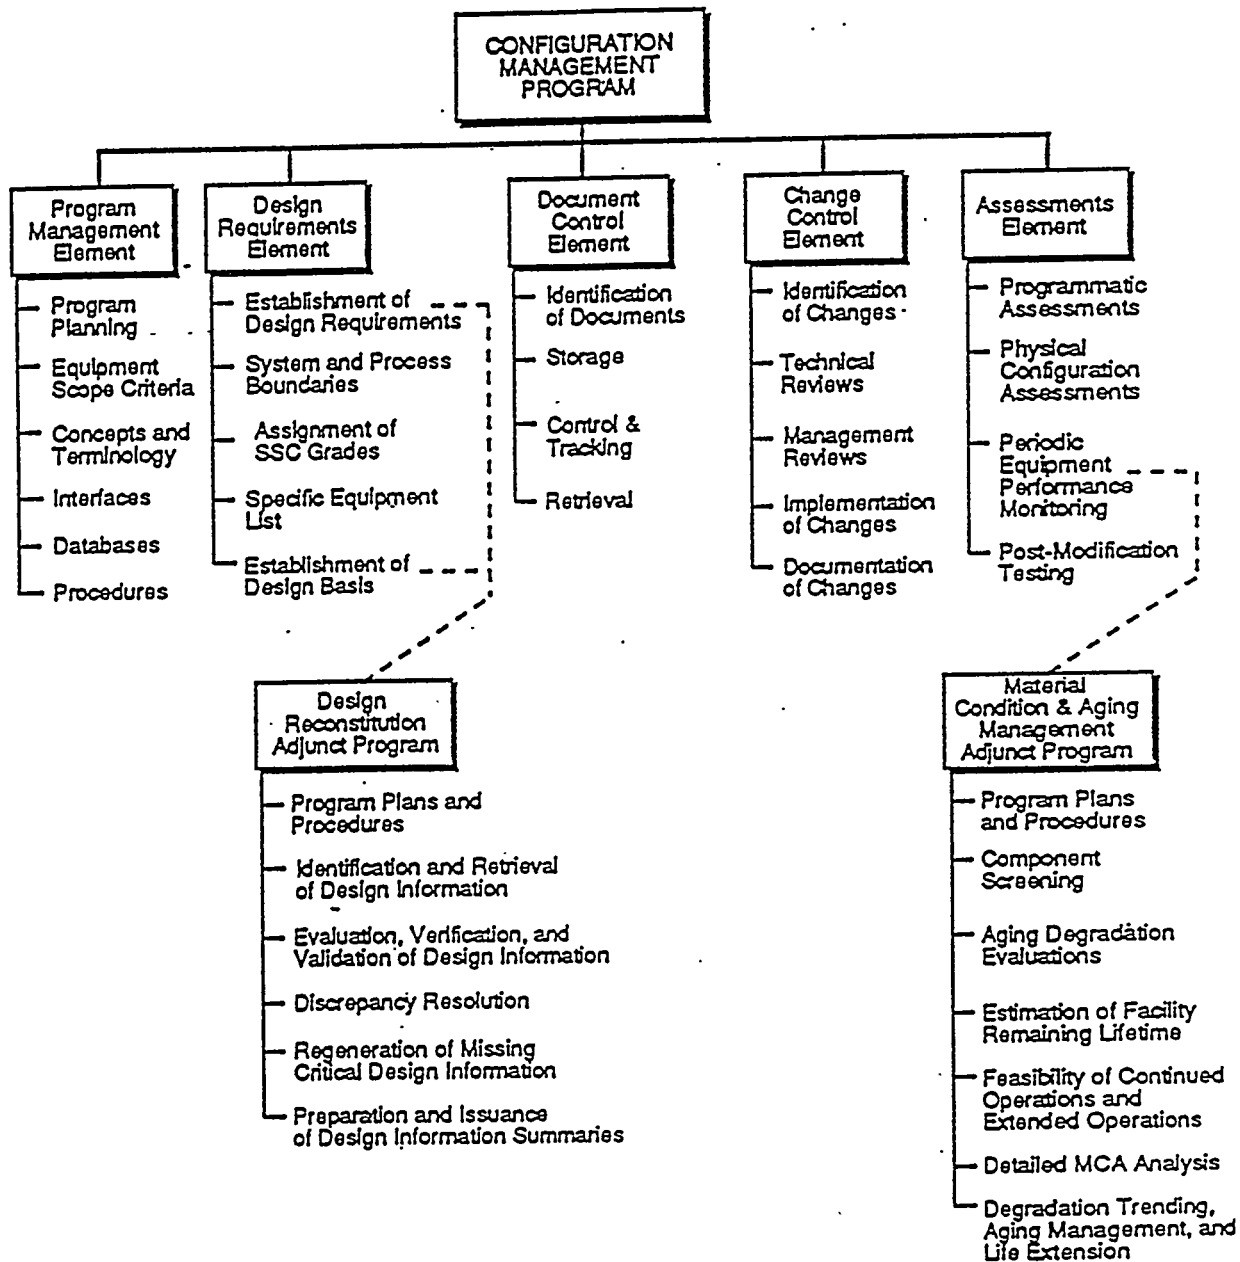 CONFIGURATION
MANAGEMENT
PROGRAM
Program
Management
Element
Program
Planning
Equipment
Scope Criteria
Concepts and
Terminology
Interfaces
Databases
Procedures
Design
Requirements
Element
Establishment of
Design Requirements
System and Process
Boundaries
Assignment of
SSC Grades
Specific Equipment
List
Establishment of
Design Basis
Document
Control
Element
Identification
of Documents
Storage
Control &
Tracking
Retrieval
Change
Control
Element
Identification
of Changes
Technical
Reviews
Management
Reviews
Implementation
of Changes
Documentation
of Changes
Assessments
Element
Programmatic
Assessments
Physical
Configuration
Assessments
Periodic
Equipment
Performance
Monitoring
Post-Modification
Testing
Design
Reconstitution
Adjunct Program
Program Plans and
Procedures
Identification and Retrieval
of Design Information
Evaluation, Verification, and
Validation of Design Information
Discrepancy Resolution
Regeneration of Missing
Critical Design Information
Preparation and Issuance
of Design Information Summaries
Material
Condition & Aging
Management
Adjunct Program
Program Plans
and Procedures
Component
Screening
Aging Degradation
Evaluations
Estimation of Facility
Remaining Lifetime
Feasibility of Continued
Operations and
Extended Operations
Detailed MCA Analysis
Degradation Trending,
Aging Management, and
Life Extension